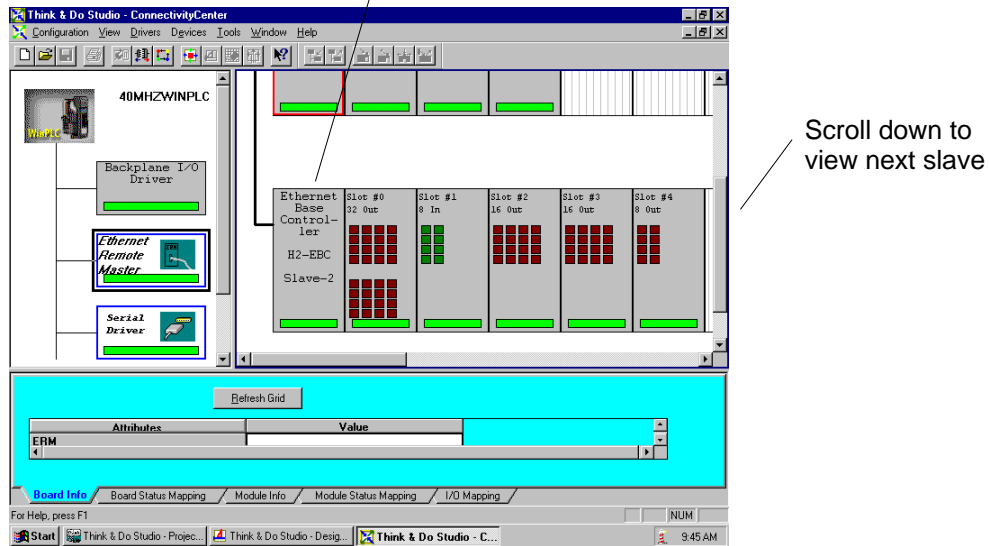 Think & Do Studio - ConnectivityCenter
Configuration View Drivers Devices Tools Window Help
40MHZWINPLC
WinPLC
Backplane I/O
Driver
Ethernet
Remote
Master
ERM
Serial
Driver
Ethernet
Base
Control-
ler
H2-EBC
Slave-2
Slot #0
32 Out
Slot #1
8 In
Slot #2
16 Out
Slot #3
16 Out
Slot #4
8 Out
Scroll down to
view next slave
Refresh Grid
Attributes Value
ERM
Board Info Board Status Mapping Module Info Module Status Mapping I/O Mapping
For Help, press F1
NUM
Start Think & Do Studio - Projec... Think & Do Studio - Desig... Think & Do Studio - C... 9:45 AM